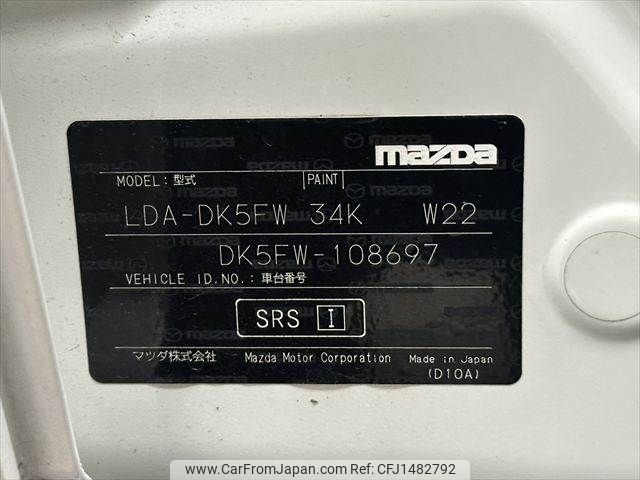 mazda
MODEL: 型式 PAINT
LDA-DK5FW 34K W22
DK5FW-108697
VEHICLE ID.NO.: 車台番号
SRS I
マツダ株式会社 Mazda Motor Corporation Made in Japan
(D10A)
www.CARFROMJAPAN.com - Ref.No CFJ1482792